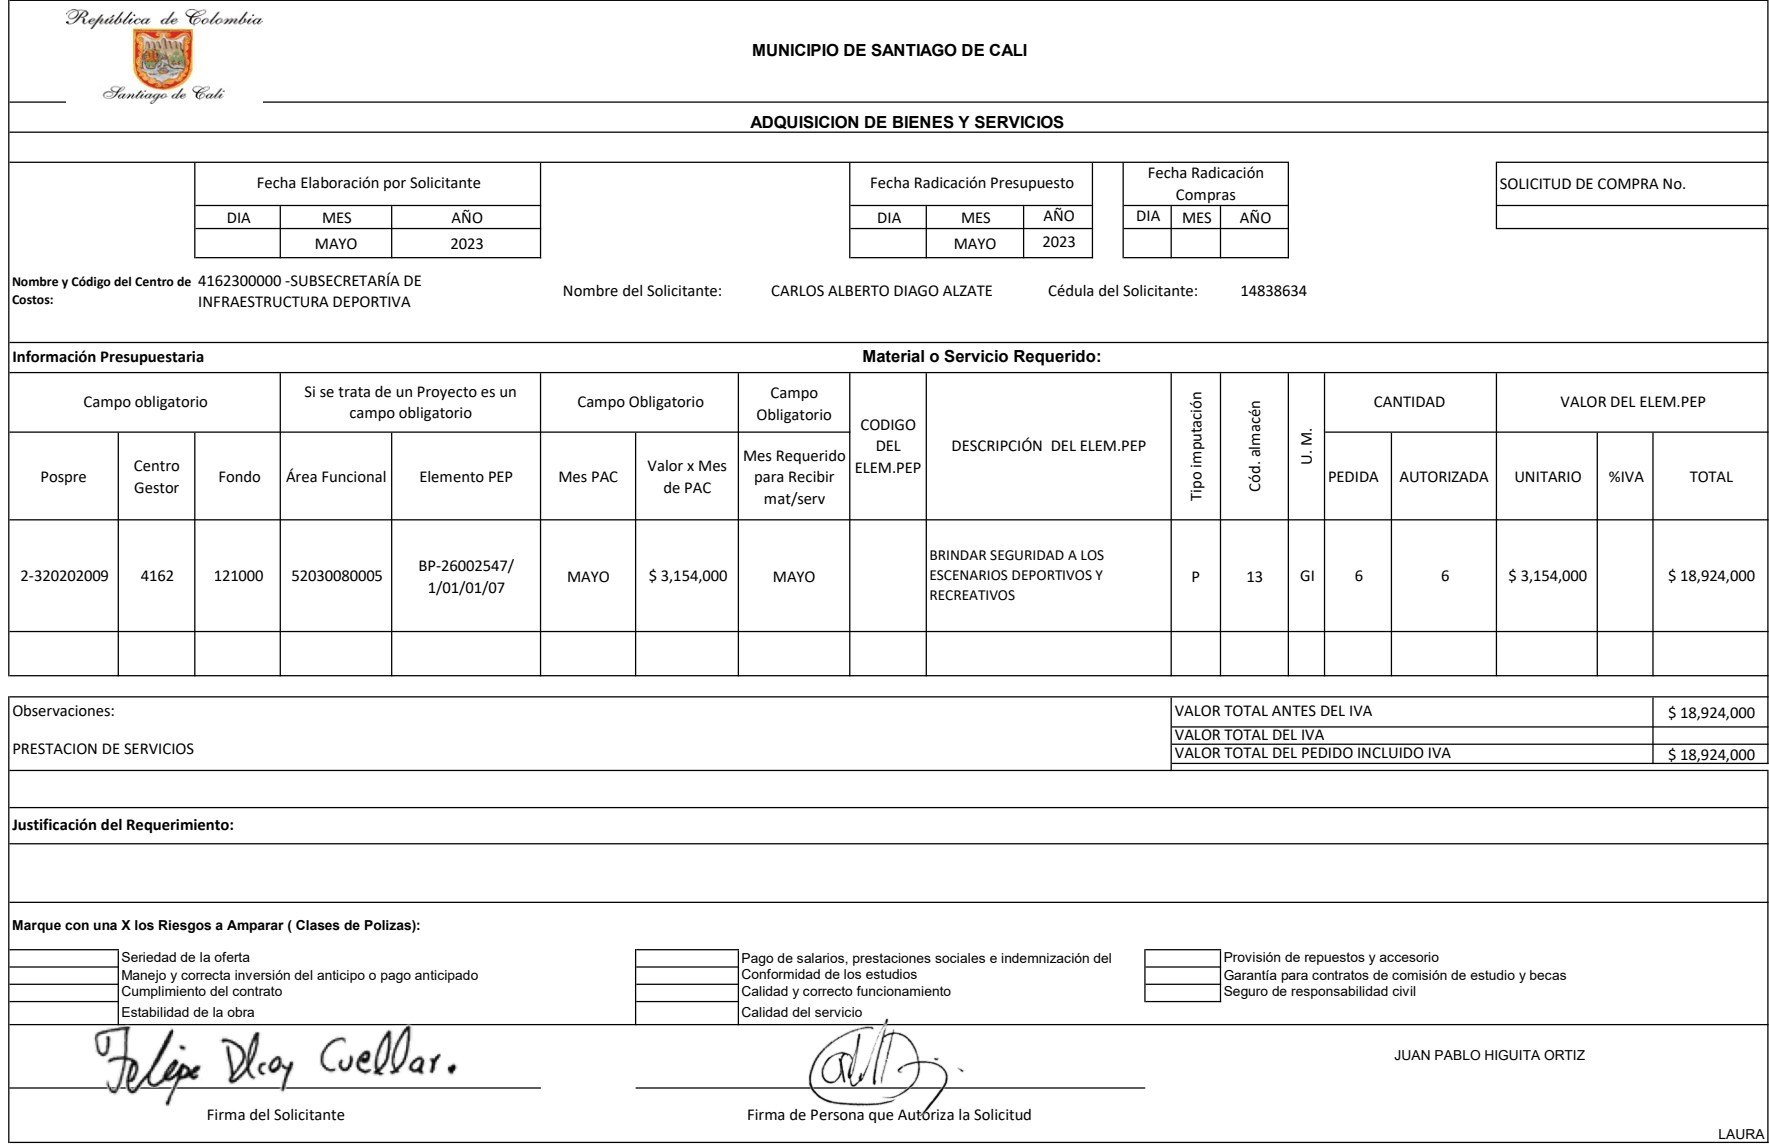 República de Colombia
Santiago de Cali
MUNICIPIO DE SANTIAGO DE CALI
ADQUISICION DE BIENES Y SERVICIOS
Fecha Elaboración por Solicitante
DIA MES AÑO
MAYO 2023
Fecha Radicación Presupuesto
DIA MES AÑO
MAYO 2023
Fecha Radicación
Compras
DIA MES AÑO
SOLICITUD DE COMPRA No.
Nombre y Código del Centro de
Costos:
4162300000 -SUBSECRETARÍA DE
INFRAESTRUCTURA DEPORTIVA
Nombre del Solicitante: CARLOS ALBERTO DIAGO ALZATE Cédula del Solicitante: 14838634
Información Presupuestaria
Material o Servicio Requerido:
Campo obligatorio
Si se trata de un Proyecto es un
campo obligatorio
Campo Obligatorio
Campo
Obligatorio
CODIGO
DEL
ELEM.PEP
DESCRIPCIÓN DEL ELEM.PEP
Tipo imputación
Cód. almacén
U. M.
CANTIDAD
VALOR DEL ELEM.PEP
Pospre
Centro
Gestor
Fondo
Área Funcional
Elemento PEP
Mes PAC
Valor x Mes
de PAC
Mes Requerido
para Recibir
mat/serv
PEDIDA
AUTORIZADA
UNITARIO
%IVA
TOTAL
2-320202009
4162
121000
52030080005
BP-26002547/
1/01/01/07
MAYO
$ 3,154,000
MAYO
BRINDAR SEGURIDAD A LOS
ESCENARIOS DEPORTIVOS Y
RECREATIVOS
P
13
GI
6
6
$ 3,154,000
$ 18,924,000
Observaciones:
PRESTACION DE SERVICIOS
VALOR TOTAL ANTES DEL IVA $ 18,924,000
VALOR TOTAL DEL IVA
VALOR TOTAL DEL PEDIDO INCLUIDO IVA $ 18,924,000
Justificación del Requerimiento:
Marque con una X los Riesgos a Amparar ( Clases de Polizas):
Seriedad de la oferta
Manejo y correcta inversión del anticipo o pago anticipado
Cumplimiento del contrato
Estabilidad de la obra
Pago de salarios, prestaciones sociales e indemnización del
Conformidad de los estudios
Calidad y correcto funcionamiento
Calidad del servicio
Provisión de repuestos y accesorio
Garantía para contratos de comisión de estudio y becas
Seguro de responsabilidad civil
Felipe Cuellar.
Firma del Solicitante
Firma de Persona que Autoriza la Solicitud
JUAN PABLO HIGUITA ORTIZ
LAURA